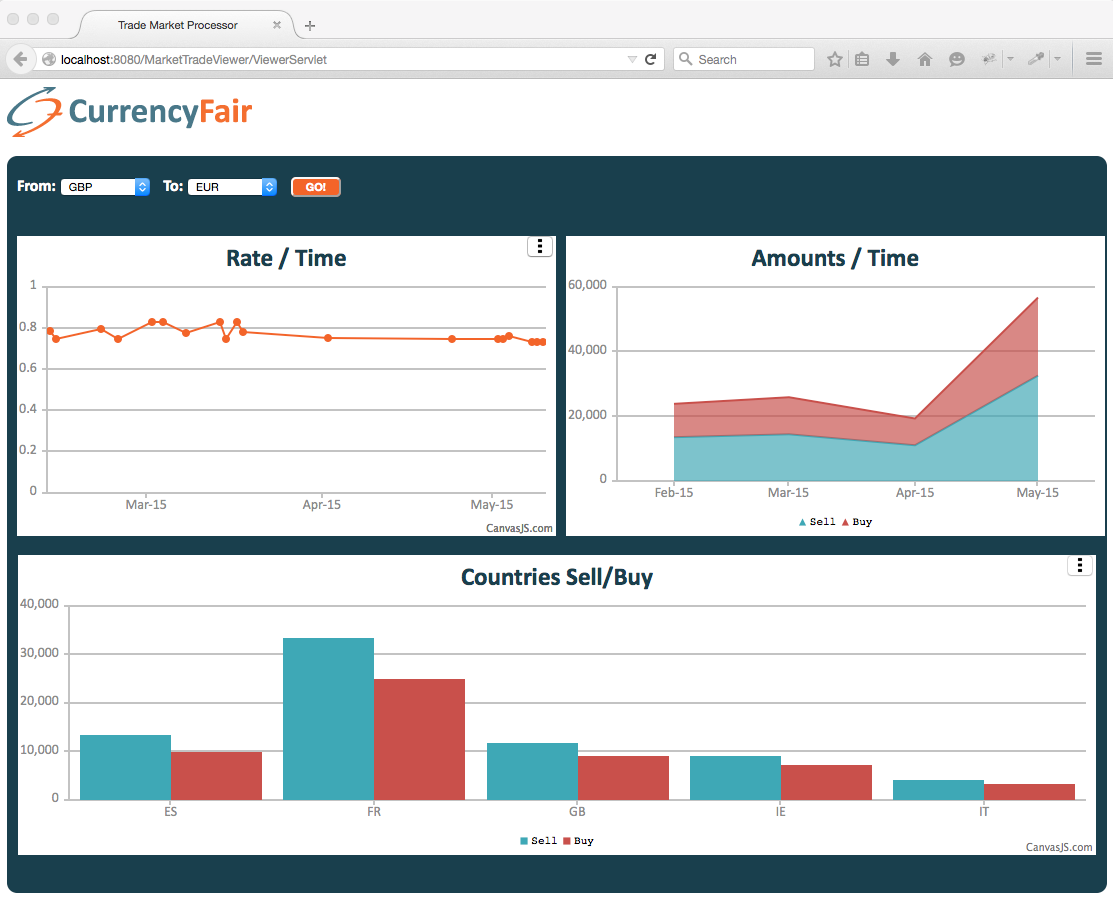 Trade Market Processor
localhost:8080/MarketTradeViewer/ViewerServlet
Search
CurrencyFair
From: GBP To: EUR GO!
Rate / Time
1
0.8
0.6
0.4
0.2
0
Mar-15 Apr-15 May-15
CanvasJS.com
Amounts / Time
60,000
40,000
20,000
0
Feb-15 Mar-15 Apr-15 May-15
Sell Buy
Countries Sell/Buy
40,000
30,000
20,000
10,000
0
ES FR GB IE IT
Sell Buy
CanvasJS.com